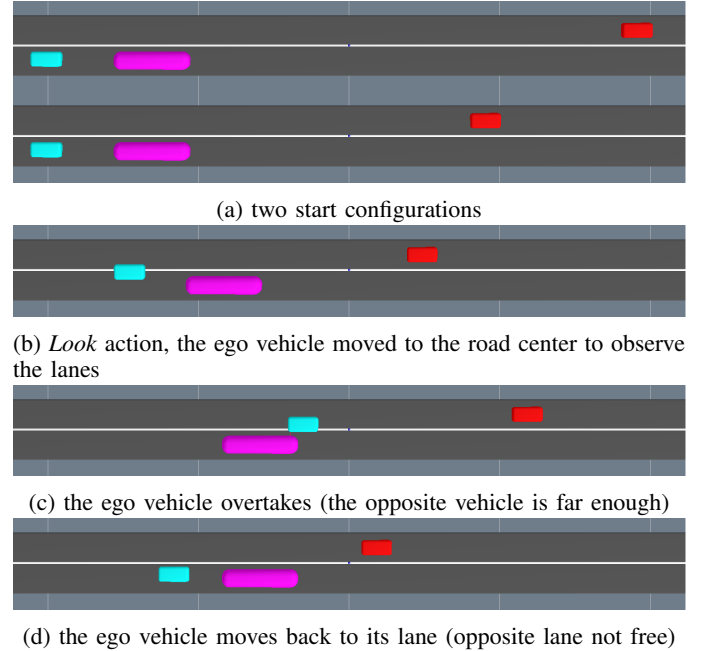 (a) two start configurations
(b) Look action, the ego vehicle moved to the road center to observe
the lanes
(c) the ego vehicle overtakes (the opposite vehicle is far enough)
(d) the ego vehicle moves back to its lane (opposite lane not free)